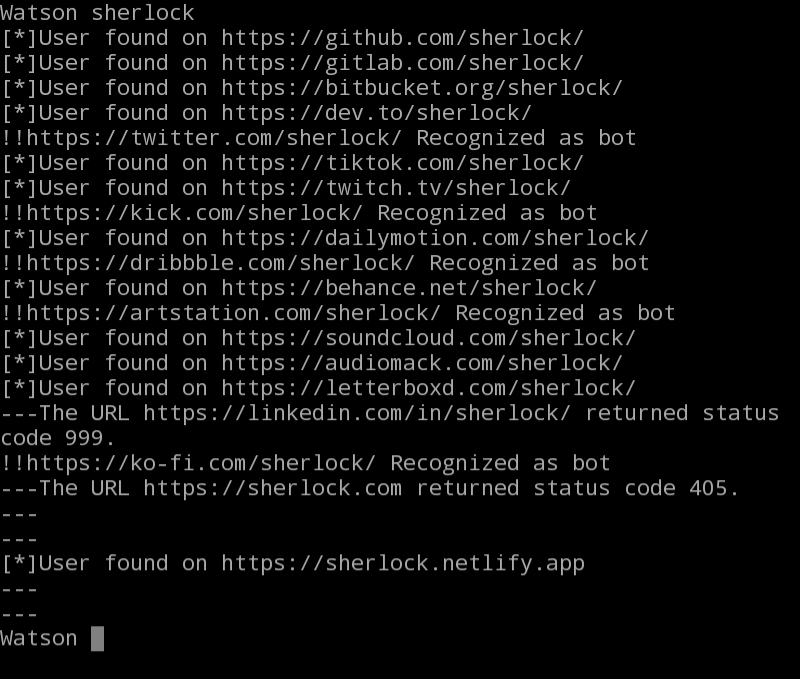 Watson sherlock
[*]User found on https://github.com/sherlock/
[*]User found on https://gitlab.com/sherlock/
[*]User found on https://bitbucket.org/sherlock/
[*]User found on https://dev.to/sherlock/
!!https://twitter.com/sherlock/ Recognized as bot
[*]User found on https://tiktok.com/sherlock/
[*]User found on https://twitch.tv/sherlock/
!!https://kick.com/sherlock/ Recognized as bot
[*]User found on https://dailymotion.com/sherlock/
!!https://dribbble.com/sherlock/ Recognized as bot
[*]User found on https://behance.net/sherlock/
!!https://artstation.com/sherlock/ Recognized as bot
[*]User found on https://soundcloud.com/sherlock/
[*]User found on https://audiomack.com/sherlock/
[*]User found on https://letterboxd.com/sherlock/
---The URL https://linkedin.com/in/sherlock/ returned status
code 999.
!!https://ko-fi.com/sherlock/ Recognized as bot
---The URL https://sherlock.com returned status code 405.
---
---
[*]User found on https://sherlock.netlify.app
---
---
Watson